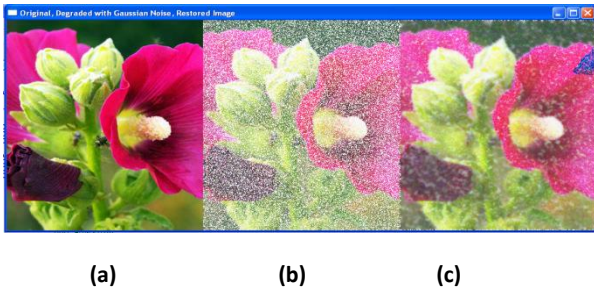 Original, Degraded with Gaussian Noise, Restored Image
(a) (b) (c)